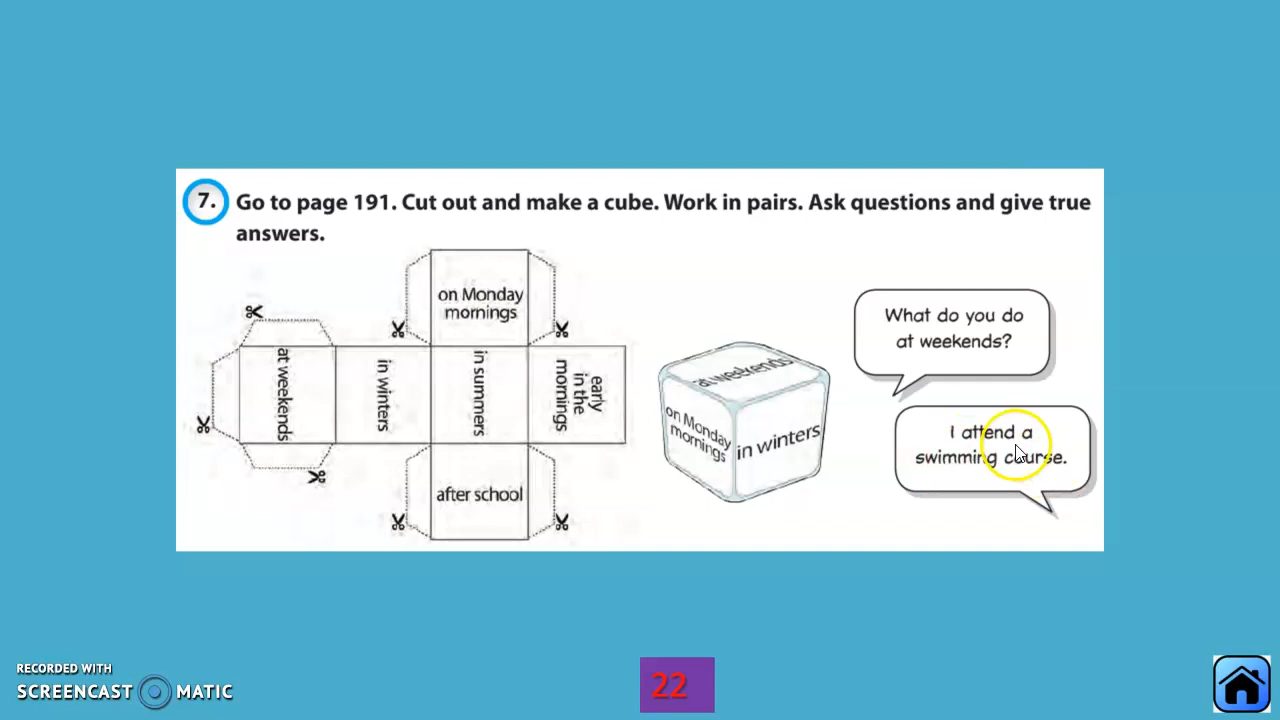 7. Go to page 191. Cut out and make a cube. Work in pairs. Ask questions and give true
answers.
on Monday
mornings
at weekends
in winters
in summers
early
in the
mornings
after school
at weekends
on Monday
mornings
in winters
What do you do
at weekends?
I attend a
swimming course.
RECORDED WITH
SCREENCAST MATIC
22